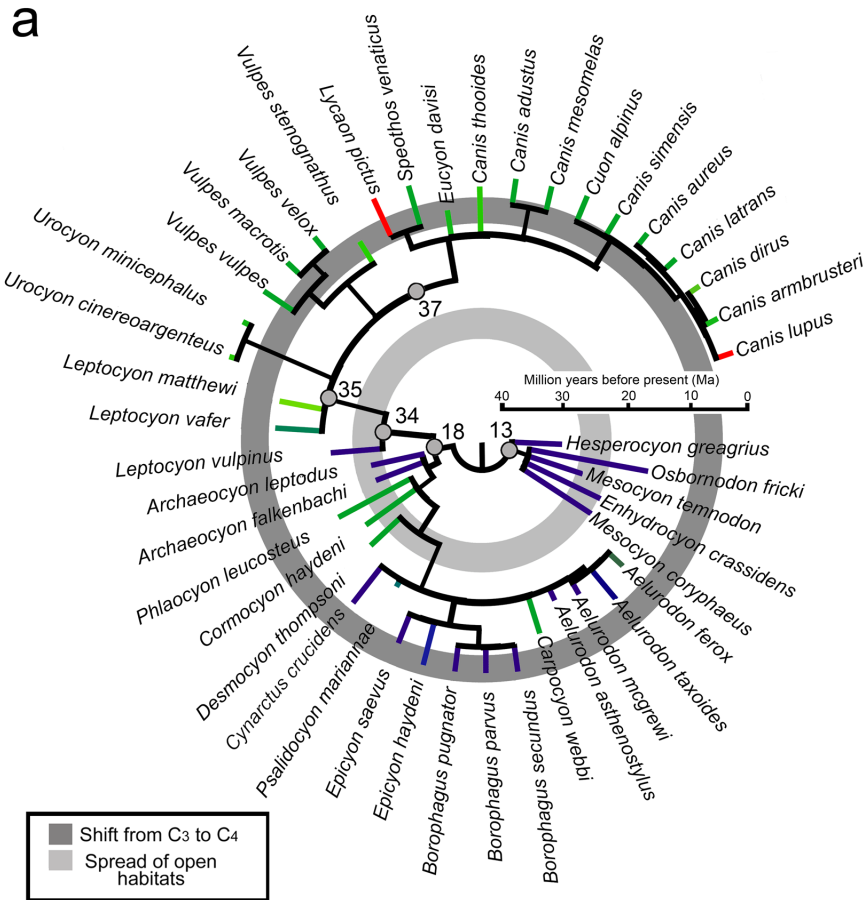 a
Urocyon cinereoargenteus
Urocyon minicephalus
Vulpes vulpes
Vulpes macrotis
Vulpes velox
Vulpes stenognathus
Lycaon pictus
Speothos venaticus
Eucyon davisi
Canis thooides
Canis adustus
Canis mesomelas
Cuon alpinus
Canis simensis
Canis aureus
Canis latrans
Canis dirus
Canis armbrusteri
Canis lupus
37
35
34
18
13
Million years before present (Ma)
40 30 20 10 0
Leptocyon matthewi
Leptocyon vafer
Leptocyon vulpinus
Archaeocyon leptodus
Archaeocyon falkenbachi
Phlaocyon leucosteus
Cormocyon haydeni
Desmocyon thompsoni
Cynarctus crucidens
Psalidocyon mariannae
Epicyon saevus
Epicyon haydeni
Borophagus pugnator
Borophagus parvus
Borophagus secundus
Carpocyon webbi
Aelurodon asthenostylus
Aelurodon mcgrewi
Aelurodon taxoides
Aelurodon ferox
Mesocyon coryphaeus
Enhydrocyon crassidens
Mesocyon temnodon
Osbornodon fricki
Hesperocyon greagrius
Shift from C3 to C4
Spread of open
habitats